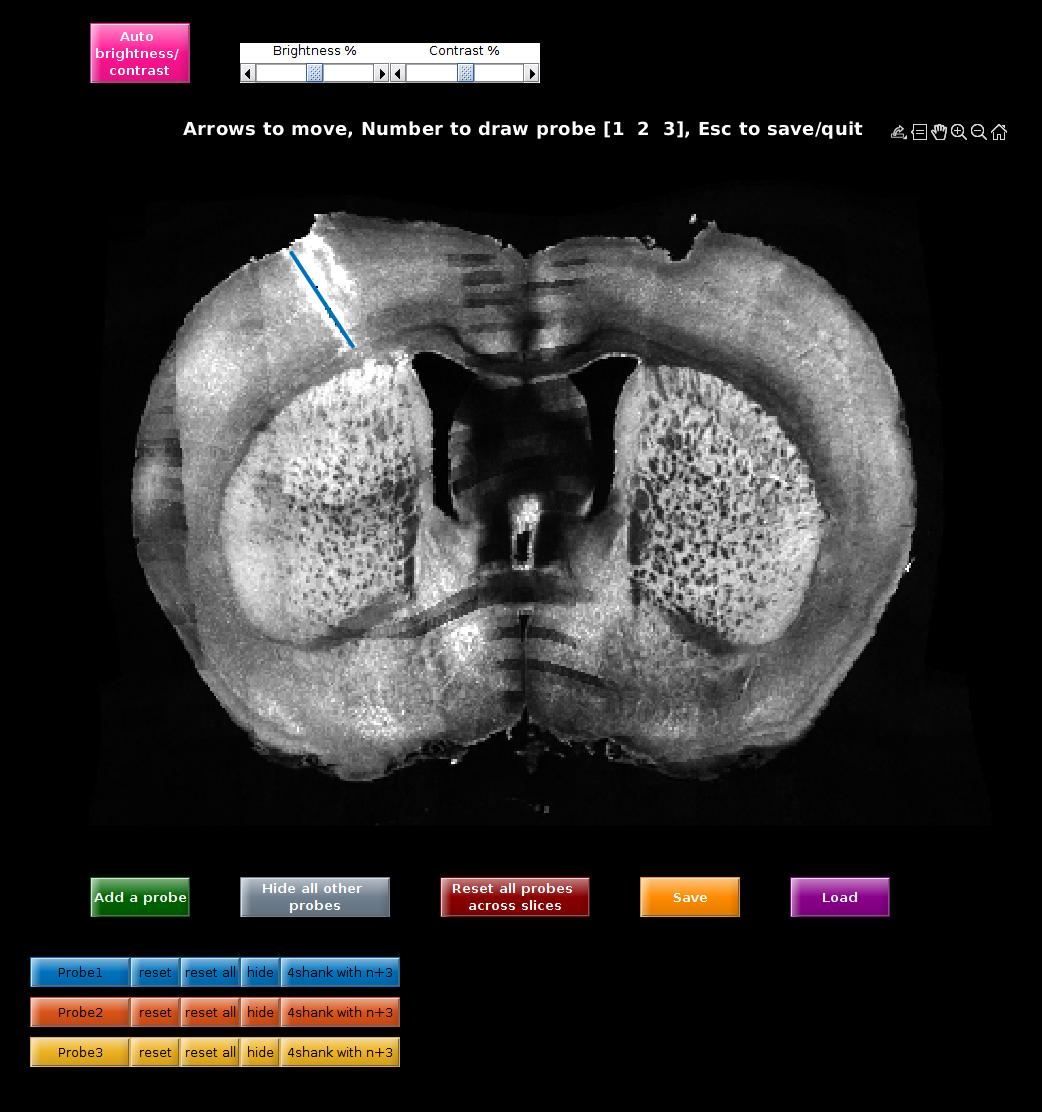 Auto
brightness/
contrast
Brightness %
Contrast %
Arrows to move, Number to draw probe [1  2  3], Esc to save/quit
Add a probe
Hide all other
probes
Reset all probes
across slices
Save
Load
Probe1 reset reset all hide 4shank with n+3
Probe2 reset reset all hide 4shank with n+3
Probe3 reset reset all hide 4shank with n+3